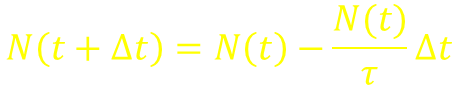 N(t + Δt) = N(t) − N(t)/τ Δt